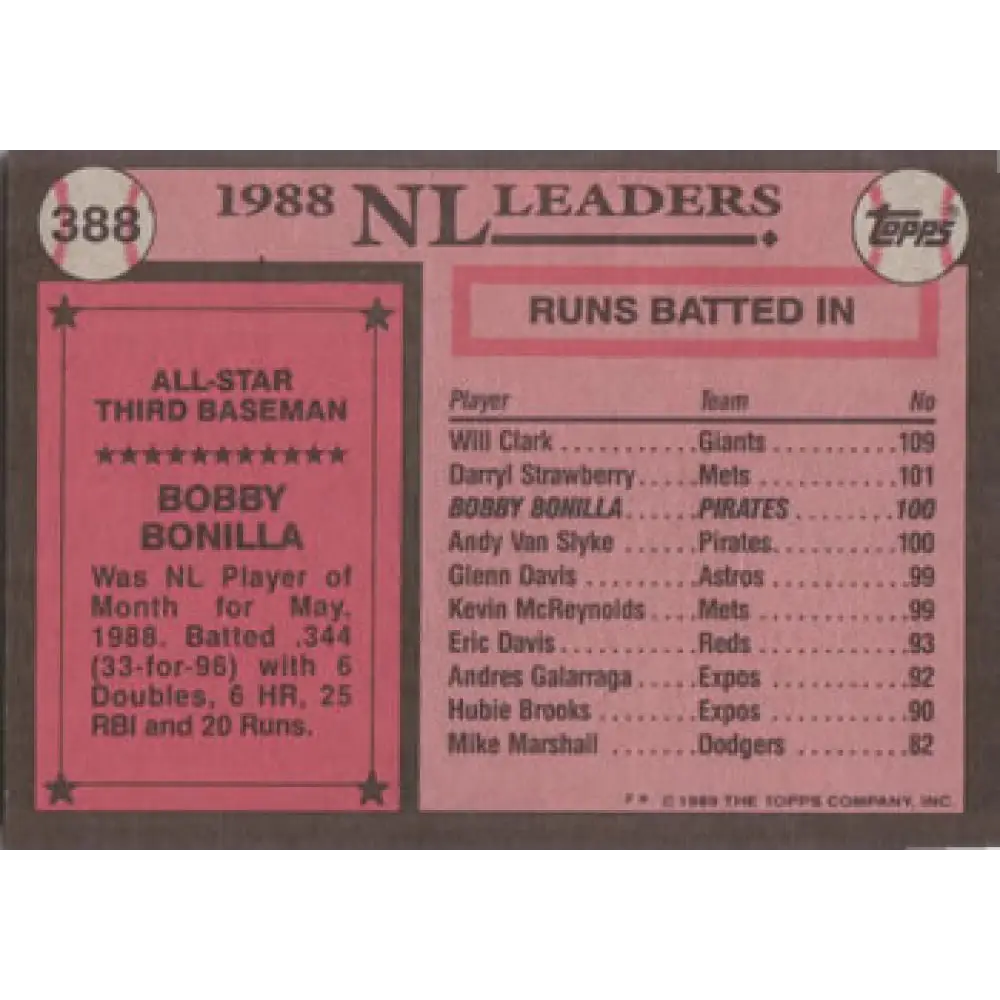 388
1988 NL LEADERS
Topps®
ALL-STAR
THIRD BASEMAN
BOBBY
BONILLA
Was NL Player of
Month for May,
1988. Batted .344
(33-for-96) with 6
Doubles, 6 HR, 25
RBI and 20 Runs.
RUNS BATTED IN
Player Team No
Will Clark ........... Giants ..........109
Darryl Strawberry.....Mets ...........101
BOBBY BONILLA......PIRATES ........100
Andy Van Slyke ......Pirates..........100
Glenn Davis .........Astros ...........99
Kevin McReynolds ....Mets ............99
Eric Davis...........Reds ............93
Andres Galarraga .....Expos ...........92
Hubie Brooks ........Expos ...........90
Mike Marshall .......Dodgers .........82
© 1989 THE TOPPS COMPANY, INC.